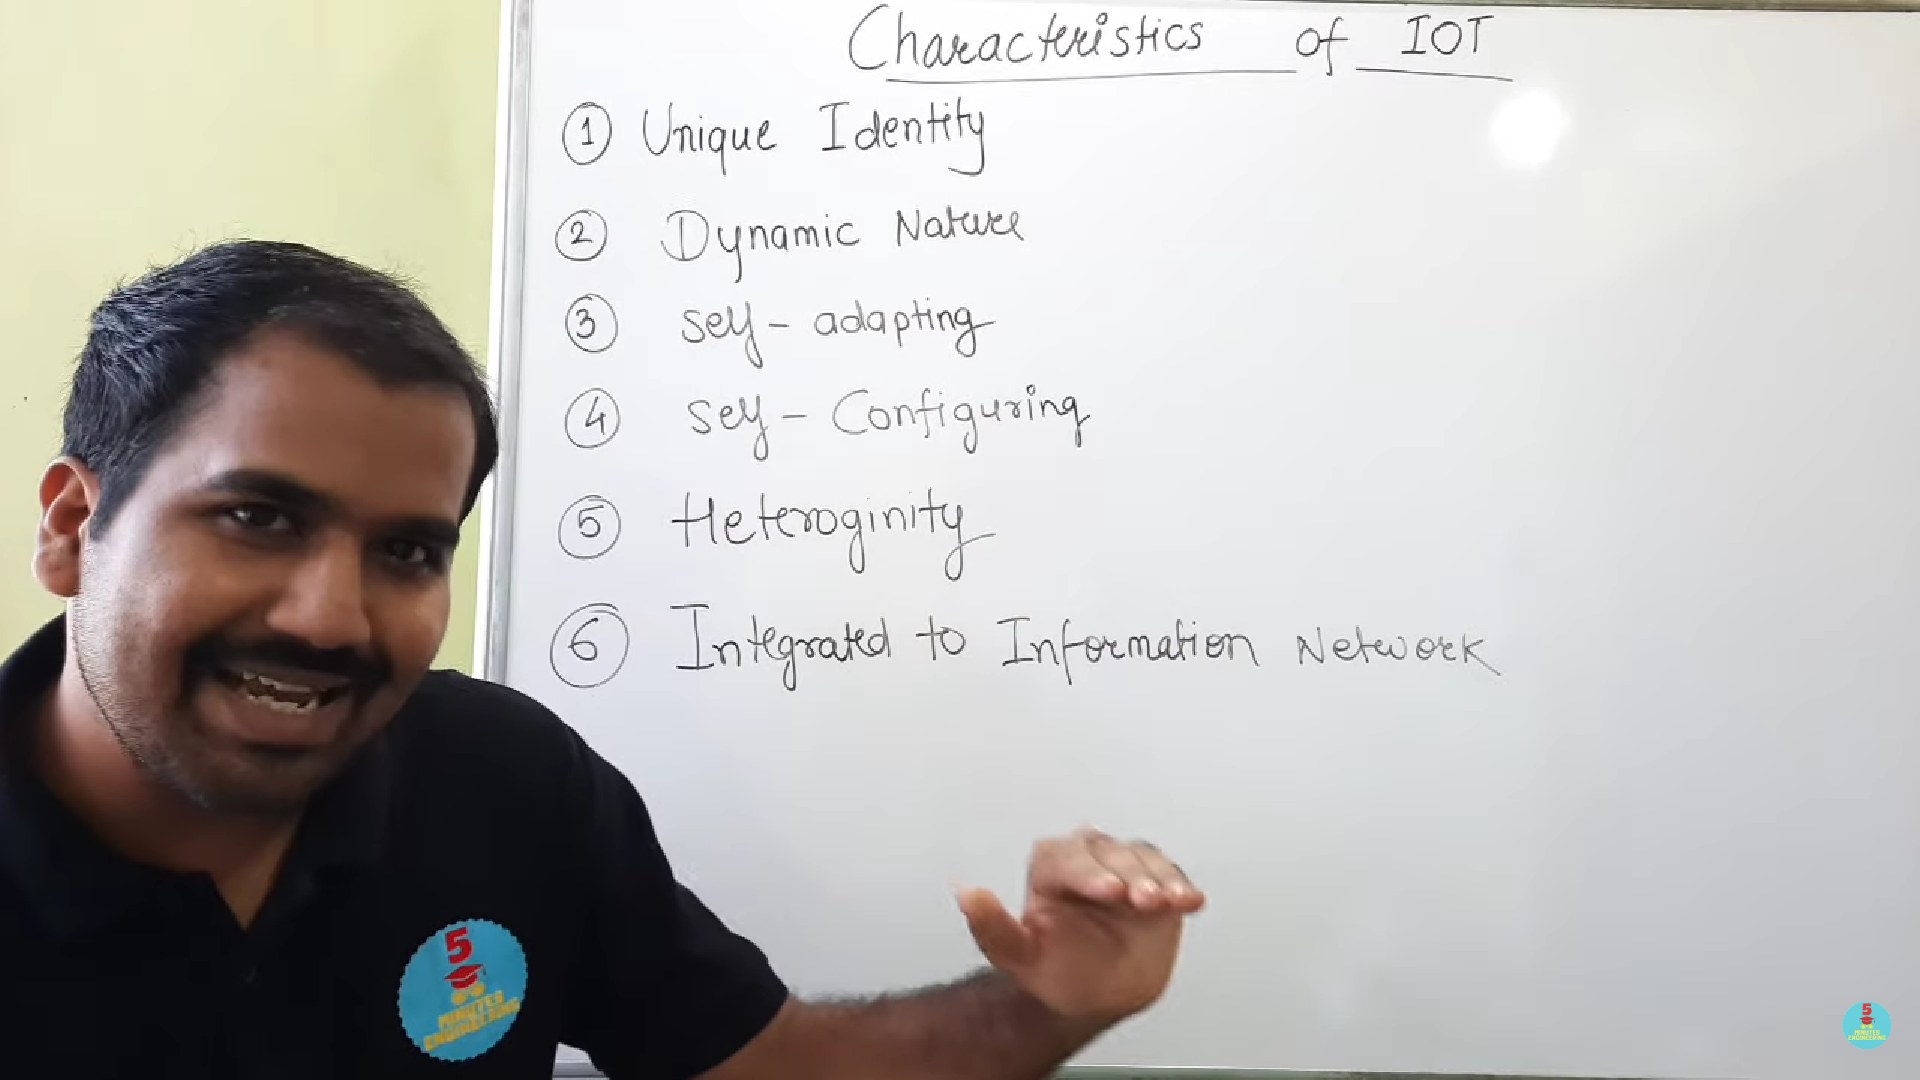 Characteristics of IOT
1 Unique Identity
2 Dynamic Nature
3 self - adapting
4 self - Configuring
5 Heteroginity
6 Integrated to Information Network
5
MINUTES
ENGINEERING
5
MINUTES
ENGINEERING